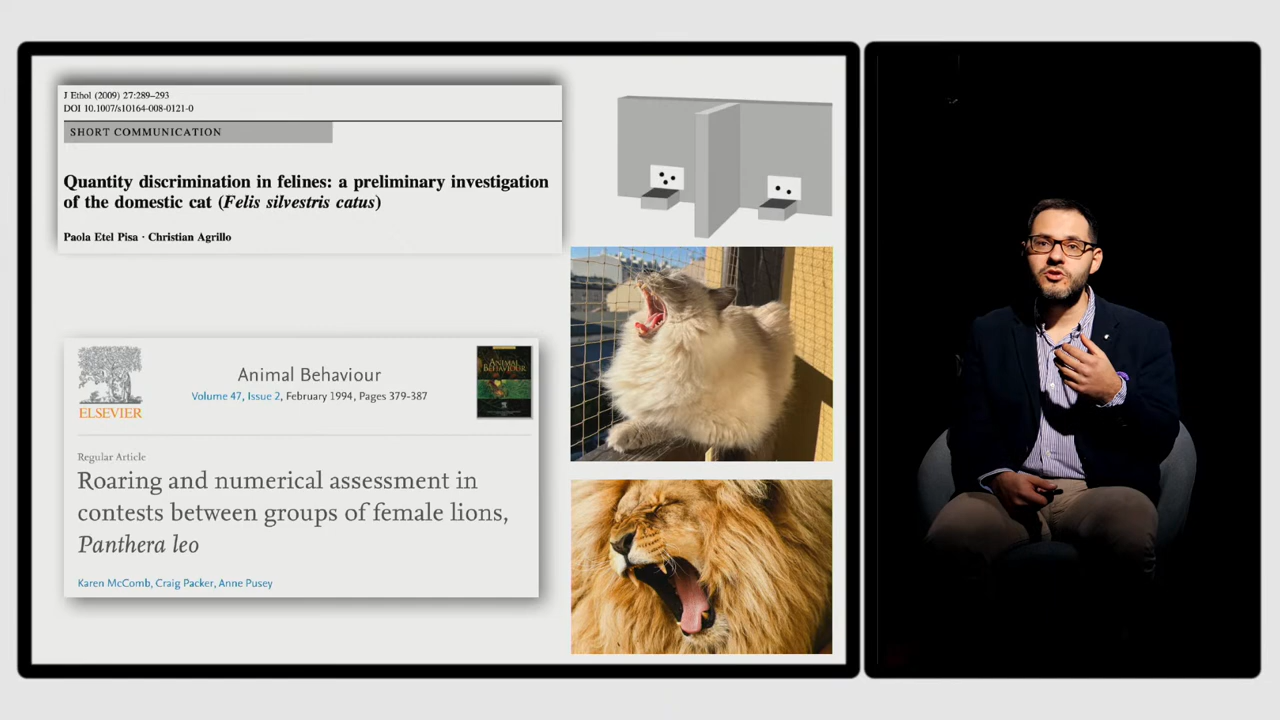 J Ethol (2009) 27:289–293
DOI 10.1007/s10164-008-0121-0
SHORT COMMUNICATION
Quantity discrimination in felines: a preliminary investigation
of the domestic cat (Felis silvestris catus)
Paola Etel Pisa · Christian Agrillo
ELSEVIER
Animal Behaviour
Volume 47, Issue 2, February 1994, Pages 379-387
ANIMAL
BEHAVIOUR
Regular Article
Roaring and numerical assessment in
contests between groups of female lions,
Panthera leo
Karen McComb, Craig Packer, Anne Pusey